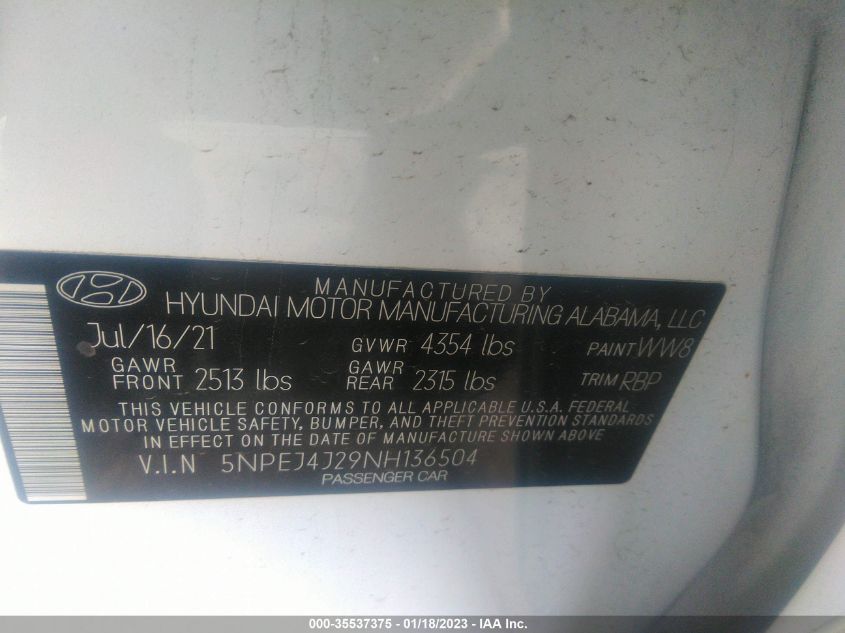 MANUFACTURED BY
HYUNDAI MOTOR MANUFACTURING ALABAMA, LLC
Jul/16/21 GVWR 4354 lbs PAINT WW8
GAWR FRONT 2513 lbs GAWR REAR 2315 lbs TRIM RBP
THIS VEHICLE CONFORMS TO ALL APPLICABLE U.S.A. FEDERAL
MOTOR VEHICLE SAFETY, BUMPER, AND THEFT PREVENTION STANDARDS
IN EFFECT ON THE DATE OF MANUFACTURE SHOWN ABOVE
V.I.N 5NPEJ4J29NH136504
PASSENGER CAR
000-35537375 - 01/18/2023 - IAA Inc.